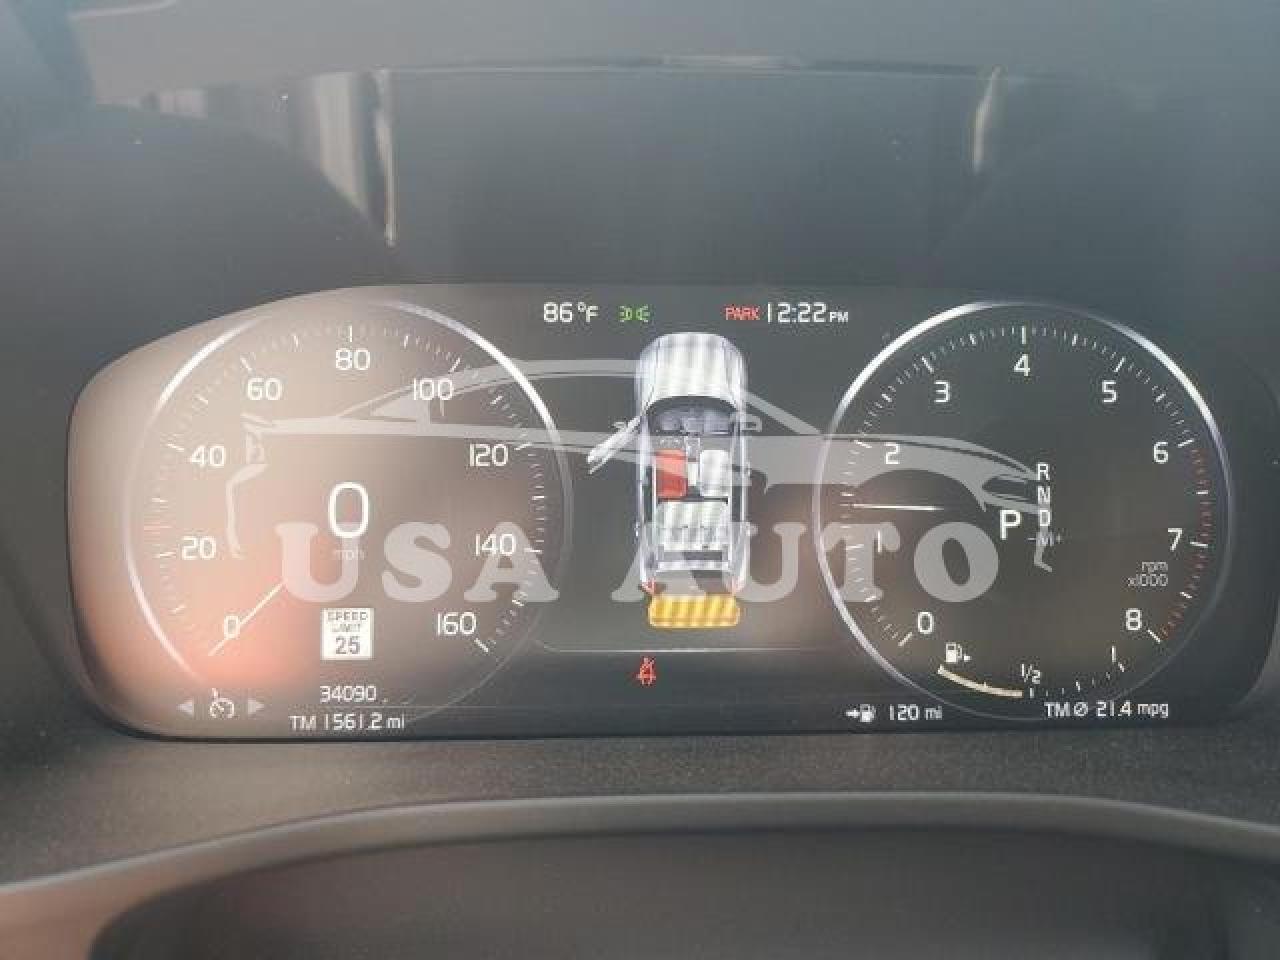 86°F PARK 12:22 PM
0 20 40 60 80 100 120 140 160
0
mph
SPEED
LIMIT
25
34090
TM 1561.2 mi
USA AUTO
0 1 2 3 4 5 6 7 8
R
N
P D
-M+
rpm
x1000
1/2 1
120 mi
TM Ø 21.4 mpg